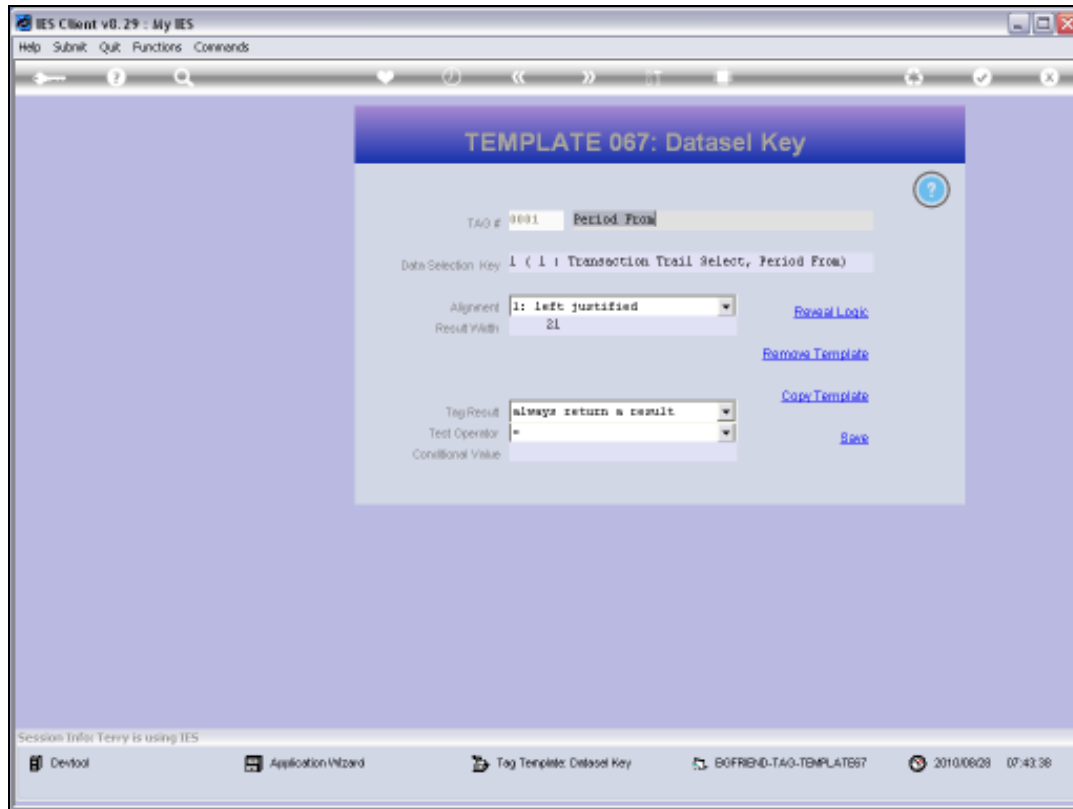 IES Client v8.29 : My IES
Help Submit Quit Functions Commands
TEMPLATE 067: Datasel Key
TAG # 0001 Period From
Data Selection Key 1 ( 1 : Transaction Trail Select, Period From)
Alignment 1: left justified
Reveal Logic
Result Width 21
Remove Template
Copy Template
Tag Result always return a result
Test Operator =
Save
Conditional Value
Session Info: Terry is using IES
Devtool Application Wizard Tag Template: Datasel Key BGFRIEND-TAG-TEMPLATE67 2010/08/28 07:43:38